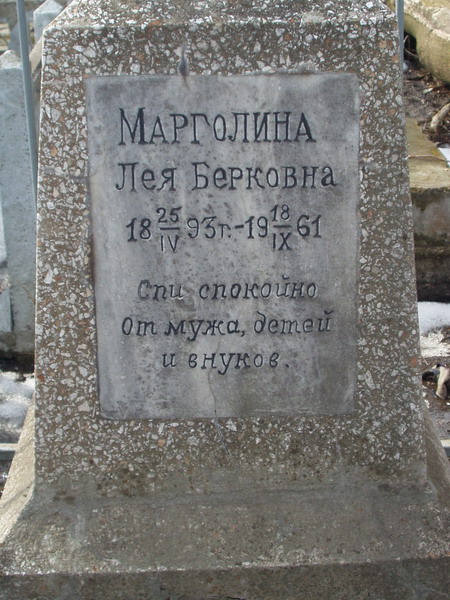 Марголина
Лея Берковна
18 25/IV 93г.-19 18/IX 61
Спи спокойно
от мужа, детей
и внуков.